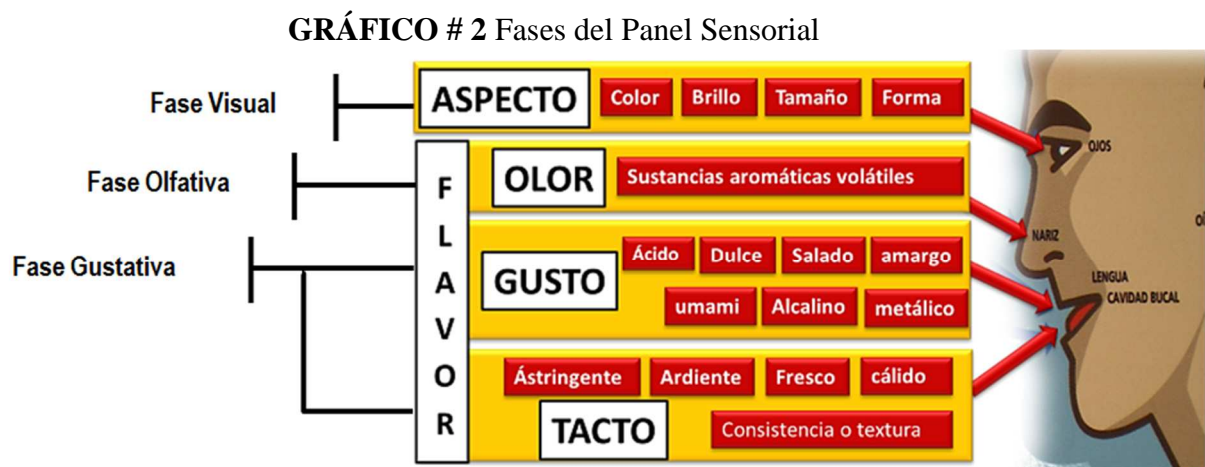 GRÁFICO # 2 Fases del Panel Sensorial
Fase Visual
ASPECTO
Color
Brillo
Tamaño
Forma
Fase Olfativa
OLOR
Sustancias aromáticas volátiles
Fase Gustativa
FLAVOR
GUSTO
Ácido
Dulce
Salado
amargo
umami
Alcalino
metálico
Ástringente
Ardiente
Fresco
cálido
TACTO
Consistencia o textura
OJOS
NARIZ
LENGUA
CAVIDAD BUCAL